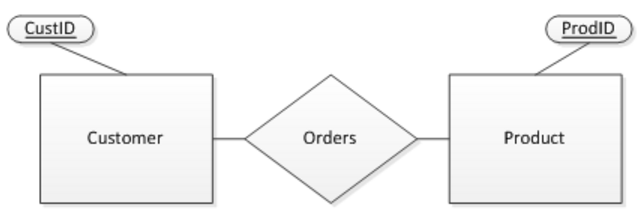 CustID
ProdID
Customer
Orders
Product